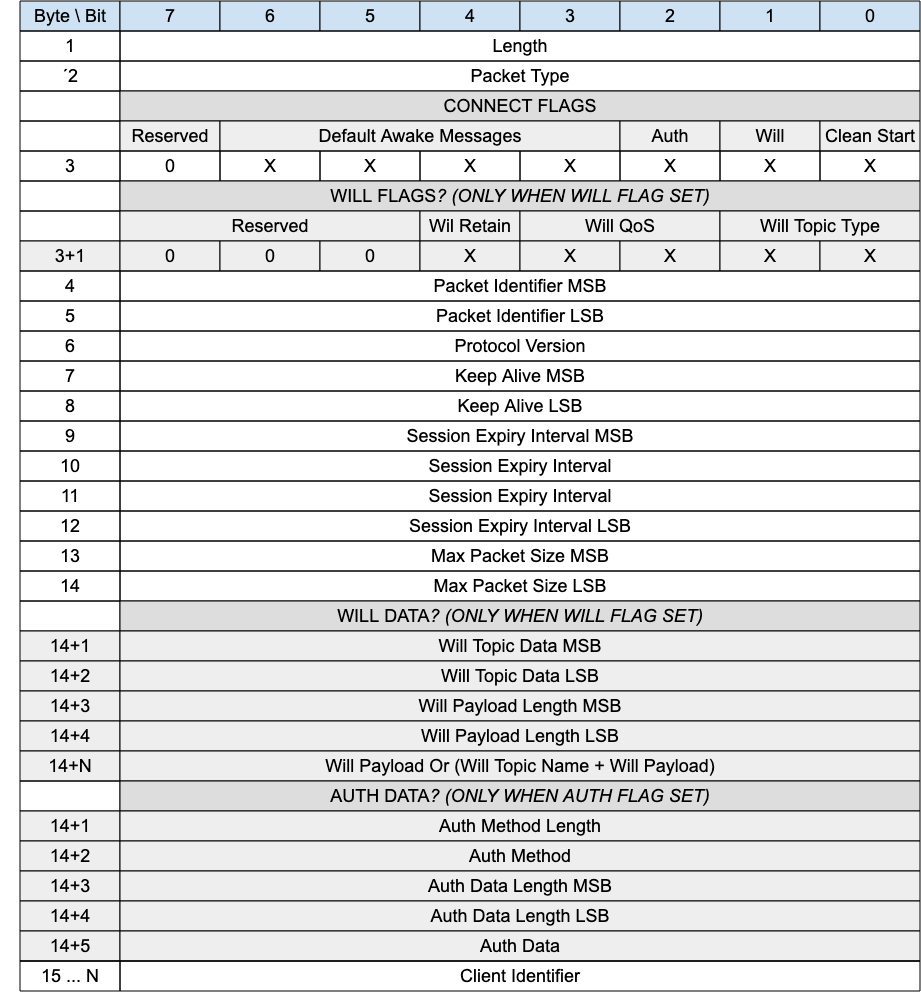 Byte \ Bit 7 6 5 4 3 2 1 0
1 Length
´2 Packet Type
CONNECT FLAGS
Reserved Default Awake Messages Auth Will Clean Start
3 0 X X X X X X X
WILL FLAGS? (ONLY WHEN WILL FLAG SET)
Reserved Wil Retain Will QoS Will Topic Type
3+1 0 0 0 X X X X X
4 Packet Identifier MSB
5 Packet Identifier LSB
6 Protocol Version
7 Keep Alive MSB
8 Keep Alive LSB
9 Session Expiry Interval MSB
10 Session Expiry Interval
11 Session Expiry Interval
12 Session Expiry Interval LSB
13 Max Packet Size MSB
14 Max Packet Size LSB
WILL DATA? (ONLY WHEN WILL FLAG SET)
14+1 Will Topic Data MSB
14+2 Will Topic Data LSB
14+3 Will Payload Length MSB
14+4 Will Payload Length LSB
14+N Will Payload Or (Will Topic Name + Will Payload)
AUTH DATA? (ONLY WHEN AUTH FLAG SET)
14+1 Auth Method Length
14+2 Auth Method
14+3 Auth Data Length MSB
14+4 Auth Data Length LSB
14+5 Auth Data
15 ... N Client Identifier